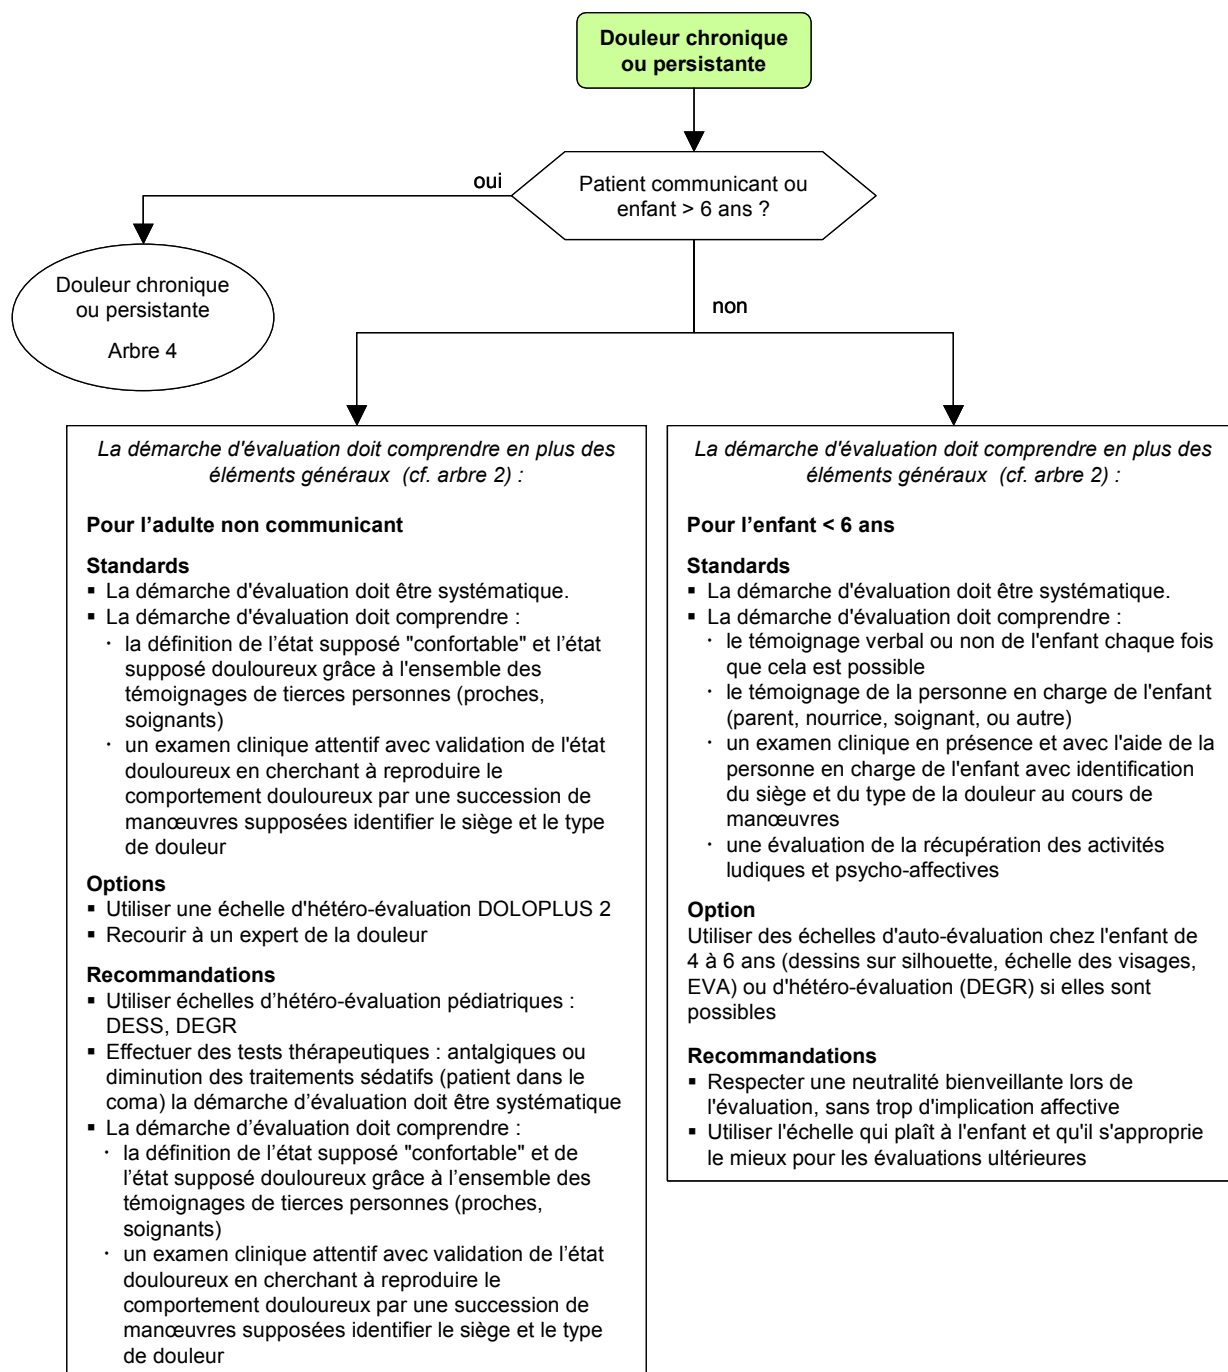 Douleur chronique
ou persistante
Patient communicant ou
enfant > 6 ans ?
oui
Douleur chronique
ou persistante
Arbre 4
non
La démarche d'évaluation doit comprendre en plus des
éléments généraux (cf. arbre 2) :
Pour l’adulte non communicant
Standards
▪ La démarche d'évaluation doit être systématique.
▪ La démarche d'évaluation doit comprendre :
· la définition de l’état supposé "confortable" et l’état
supposé douloureux grâce à l'ensemble des
témoignages de tierces personnes (proches,
soignants)
· un examen clinique attentif avec validation de l'état
douloureux en cherchant à reproduire le
comportement douloureux par une succession de
manœuvres supposées identifier le siège et le type
de douleur
Options
▪ Utiliser une échelle d'hétéro-évaluation DOLOPLUS 2
▪ Recourir à un expert de la douleur
Recommandations
▪ Utiliser échelles d’hétéro-évaluation pédiatriques :
DESS, DEGR
▪ Effectuer des tests thérapeutiques : antalgiques ou
diminution des traitements sédatifs (patient dans le
coma) la démarche d’évaluation doit être systématique
▪ La démarche d’évaluation doit comprendre :
· la définition de l’état supposé "confortable" et de
l’état supposé douloureux grâce à l’ensemble des
témoignages de tierces personnes (proches,
soignants)
· un examen clinique attentif avec validation de l’état
douloureux en cherchant à reproduire le
comportement douloureux par une succession de
manœuvres supposées identifier le siège et le type
de douleur
La démarche d'évaluation doit comprendre en plus des
éléments généraux (cf. arbre 2) :
Pour l’enfant < 6 ans
Standards
▪ La démarche d'évaluation doit être systématique.
▪ La démarche d'évaluation doit comprendre :
· le témoignage verbal ou non de l'enfant chaque fois
que cela est possible
· le témoignage de la personne en charge de l'enfant
(parent, nourrice, soignant, ou autre)
· un examen clinique en présence et avec l'aide de la
personne en charge de l'enfant avec identification
du siège et du type de la douleur au cours de
manœuvres
· une évaluation de la récupération des activités
ludiques et psycho-affectives
Option
Utiliser des échelles d'auto-évaluation chez l'enfant de
4 à 6 ans (dessins sur silhouette, échelle des visages,
EVA) ou d'hétéro-évaluation (DEGR) si elles sont
possibles
Recommandations
▪ Respecter une neutralité bienveillante lors de
l'évaluation, sans trop d'implication affective
▪ Utiliser l'échelle qui plaît à l'enfant et qu'il s'approprie
le mieux pour les évaluations ultérieures